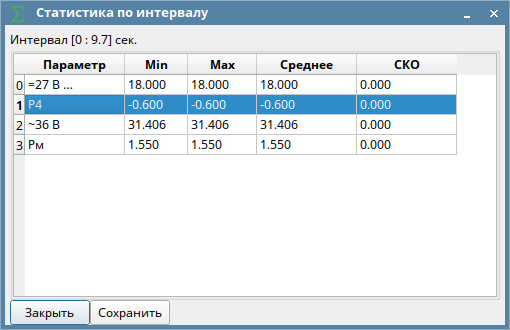 Статистика по интервалу
Интервал [0 : 9.7] сек.
Параметр Min Max Среднее СКО
0 =27 В ... 18.000 18.000 18.000 0.000
1 Р4 -0.600 -0.600 -0.600 0.000
2 ~36 В 31.406 31.406 31.406 0.000
3 Рм 1.550 1.550 1.550 0.000
Закрыть Сохранить